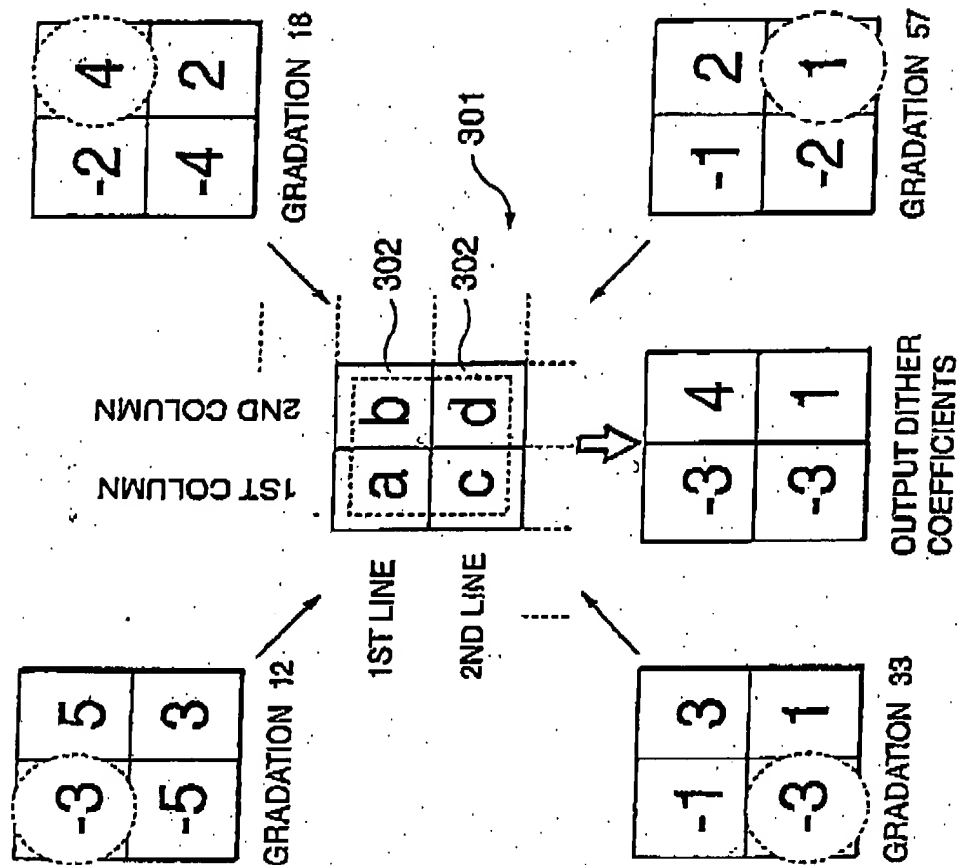 -3 5
-5 3
GRADATION 12
-2 4
-4 2
GRADATION 18
1ST COLUMN
2ND COLUMN
1ST LINE
a b
302
2ND LINE
c d
302
301
-1 3
-3 1
GRADATION 33
-3 4
-3 1
OUTPUT DITHER
COEFFICIENTS
-1 2
-2 1
GRADATION 57